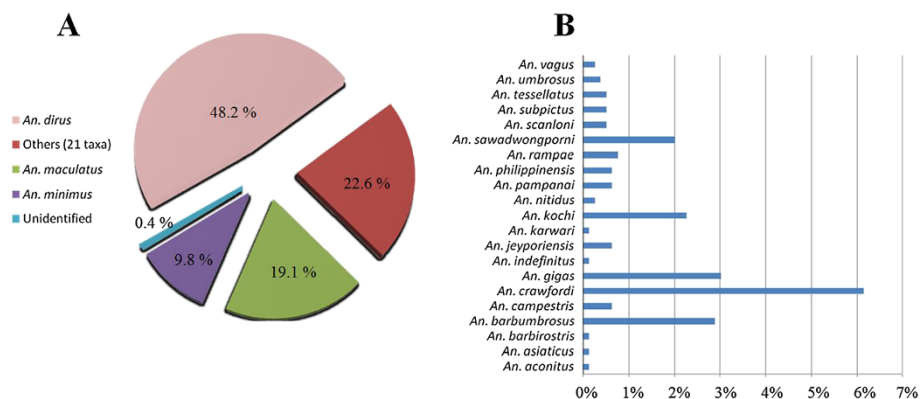 A
An. dirus
Others (21 taxa)
An. maculatus
An. minimus
Unidentified
48.2 %
22.6 %
19.1 %
9.8 %
0.4 %
B
An. vagus
An. umbrosus
An. tessellatus
An. subpictus
An. scanloni
An. sawadwongporni
An. rampae
An. philippinensis
An. pampanai
An. nitidus
An. kochi
An. karwari
An. jeyporiensis
An. indefinitus
An. gigas
An. crawfordi
An. campestris
An. barbumbrosus
An. barbirostris
An. asiaticus
An. aconitus
0% 1% 2% 3% 4% 5% 6% 7%